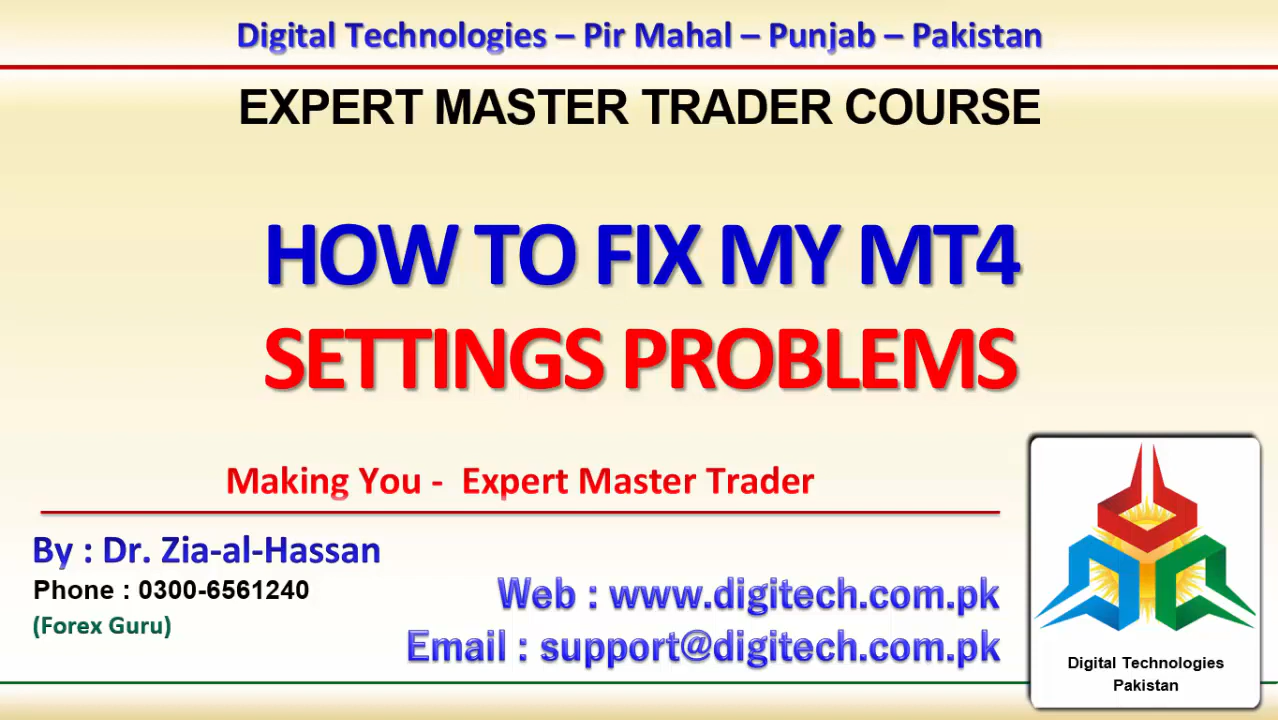 Digital Technologies – Pir Mahal – Punjab – Pakistan
EXPERT MASTER TRADER COURSE
HOW TO FIX MY MT4
SETTINGS PROBLEMS
Making You - Expert Master Trader
By : Dr. Zia-al-Hassan
Phone : 0300-6561240
(Forex Guru)
Web : www.digitech.com.pk
Email : support@digitech.com.pk
Digital Technologies
Pakistan